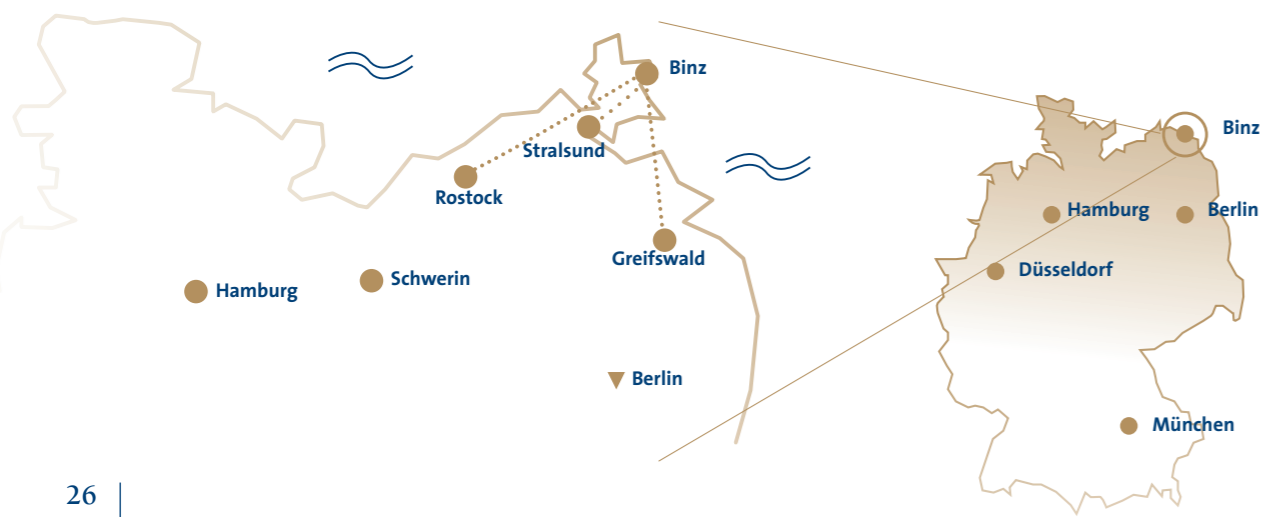 Binz
Stralsund
Rostock
Greifswald
Hamburg
Schwerin
Berlin
Binz
Hamburg
Berlin
Düsseldorf
München
26